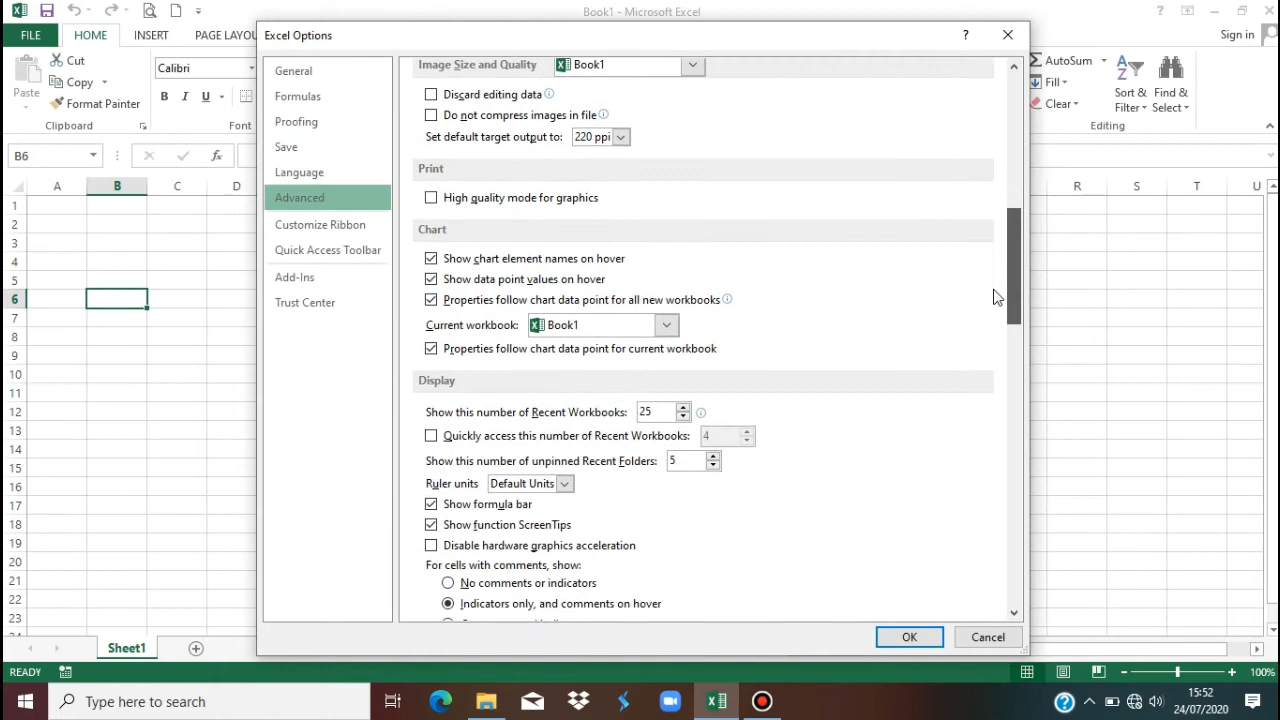 Book1 - Microsoft Excel
FILE HOME INSERT PAGE LAYOU
Sign in
Excel Options
Paste
Cut
Copy
Format Painter
Clipboard
Calibri
B I U
Font
AutoSum
Fill
Clear
Sort &
Filter
Find &
Select
Editing
B6
fx
A B C D R S T U
1
2
3
4
5
6
7
8
9
10
11
12
13
14
15
16
17
18
19
20
21
22
23
General
Formulas
Proofing
Save
Language
Advanced
Customize Ribbon
Quick Access Toolbar
Add-Ins
Trust Center
Image Size and Quality Book1
Discard editing data
Do not compress images in file
Set default target output to: 220 ppi
Print
High quality mode for graphics
Chart
Show chart element names on hover
Show data point values on hover
Properties follow chart data point for all new workbooks
Current workbook: Book1
Properties follow chart data point for current workbook
Display
Show this number of Recent Workbooks: 25
Quickly access this number of Recent Workbooks: 4
Show this number of unpinned Recent Folders: 5
Ruler units Default Units
Show formula bar
Show function ScreenTips
Disable hardware graphics acceleration
For cells with comments, show:
No comments or indicators
Indicators only, and comments on hover
OK Cancel
Sheet1
READY
100%
Type here to search
15:52
24/07/2020